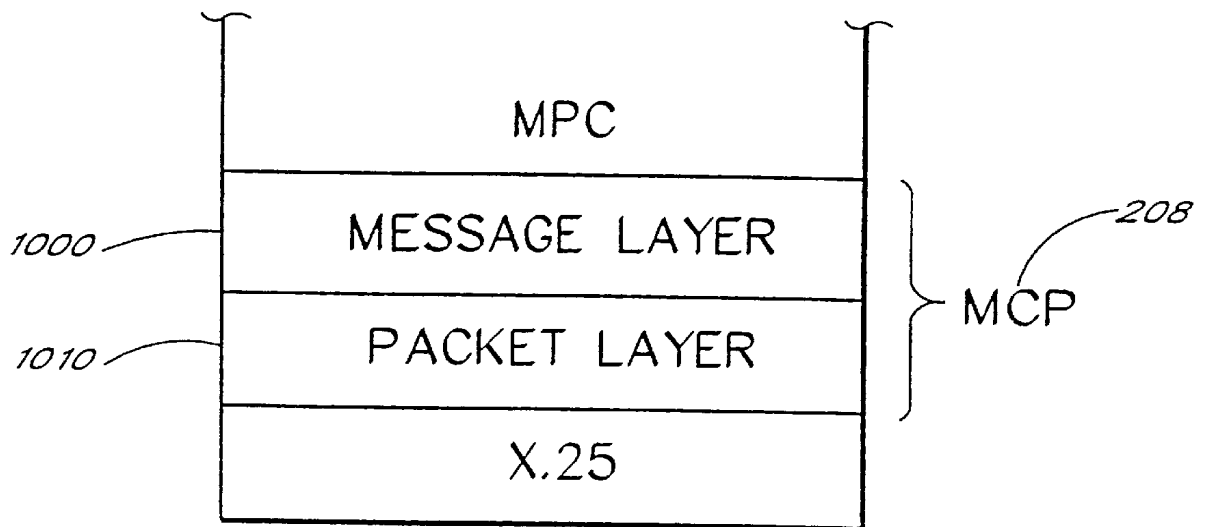 MPC
1000
MESSAGE LAYER
208
MCP
1010
PACKET LAYER
X.25